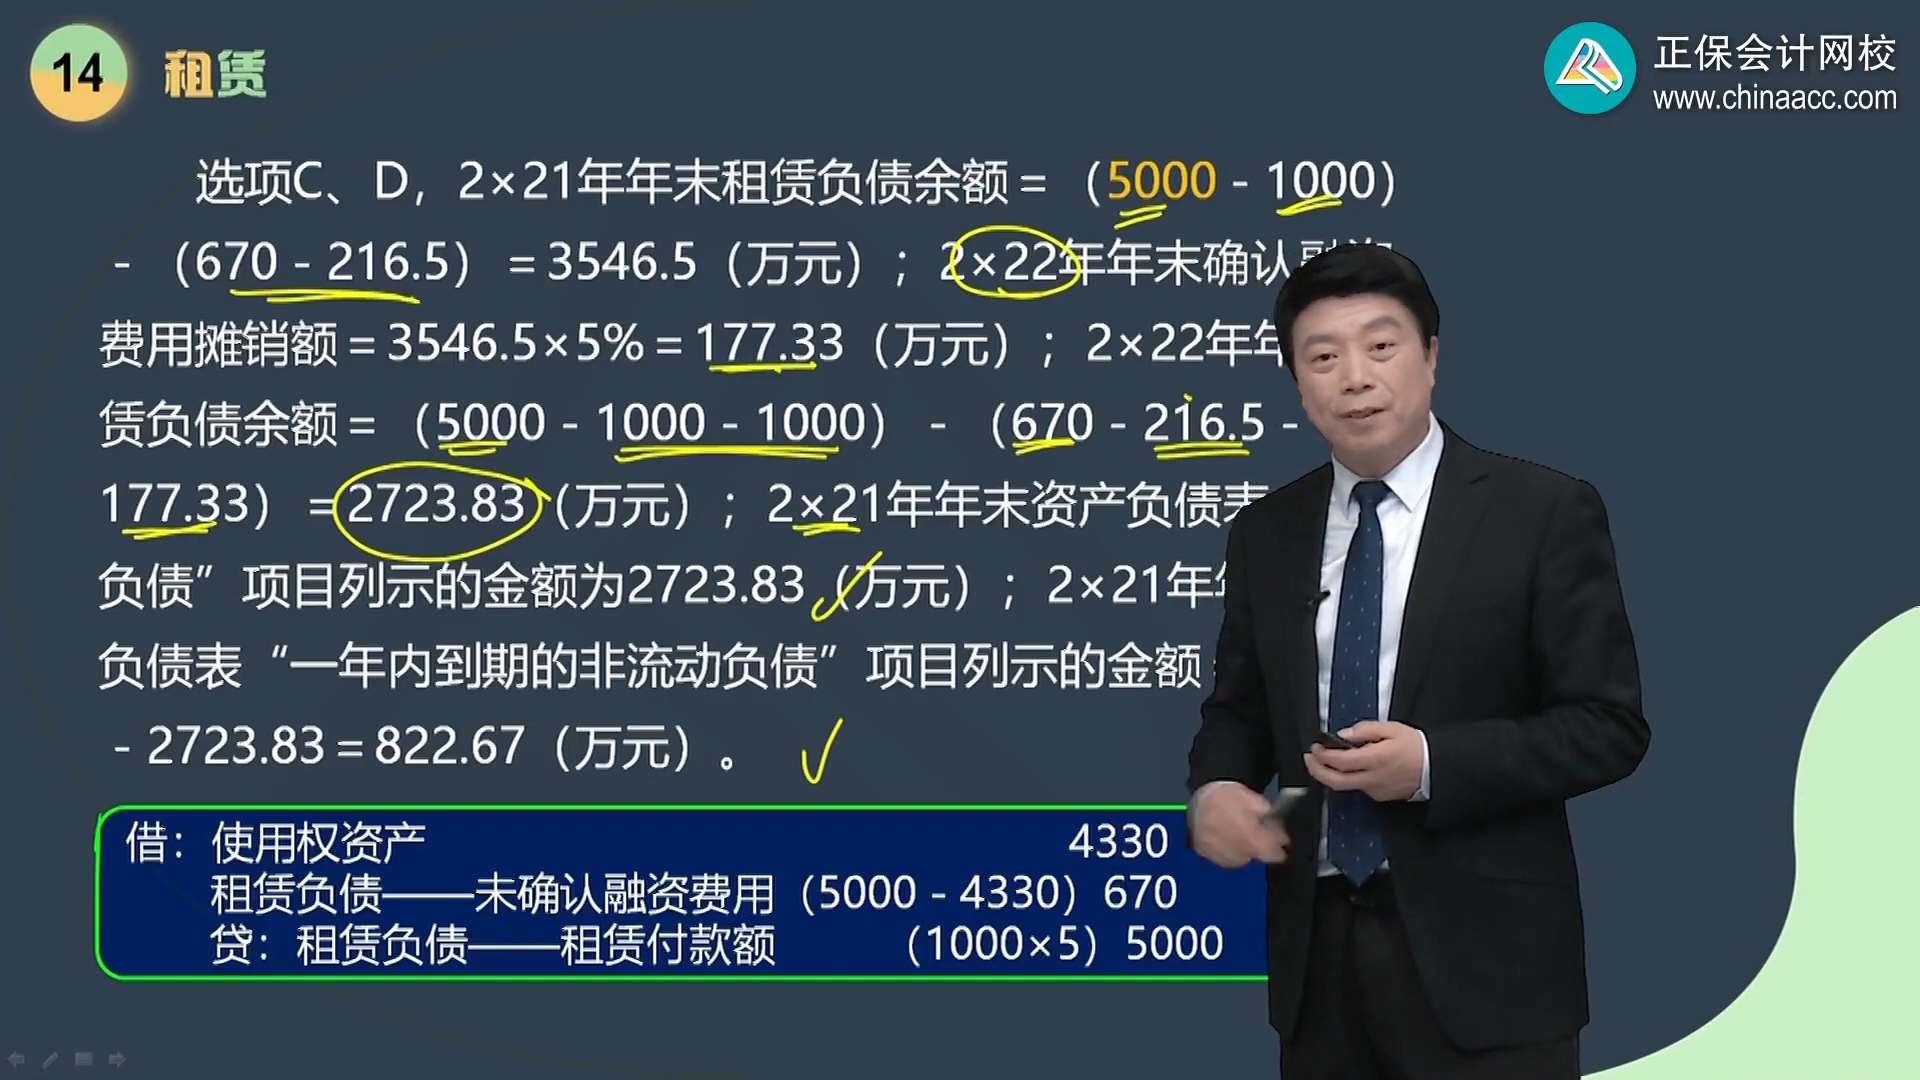 14 租赁
正保会计网校
www.chinaacc.com
选项C、D，2×21年年末租赁负债余额＝（5000－1000）
－（670－216.5）＝3546.5（万元）；2×22年年末确认融资
费用摊销额＝3546.5×5%＝177.33（万元）；2×22年年
赁负债余额＝（5000－1000－1000）－（670－216.5－
177.33）＝2723.83（万元）；2×21年年末资产负债表
负债”项目列示的金额为2723.83（万元）；2×21年年
负债表“一年内到期的非流动负债”项目列示的金额
－2723.83＝822.67（万元）。
借：使用权资产 4330
租赁负债——未确认融资费用（5000－4330）670
贷：租赁负债——租赁付款额 （1000×5）5000